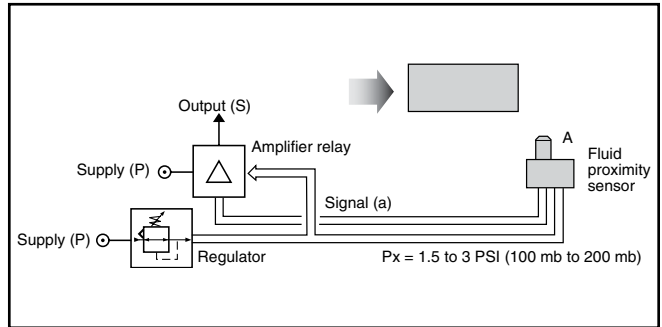 Output (S)
Amplifier relay
A
Fluid
proximity
sensor
Supply (P)
Signal (a)
Supply (P)
Regulator
Px = 1.5 to 3 PSI (100 mb to 200 mb)